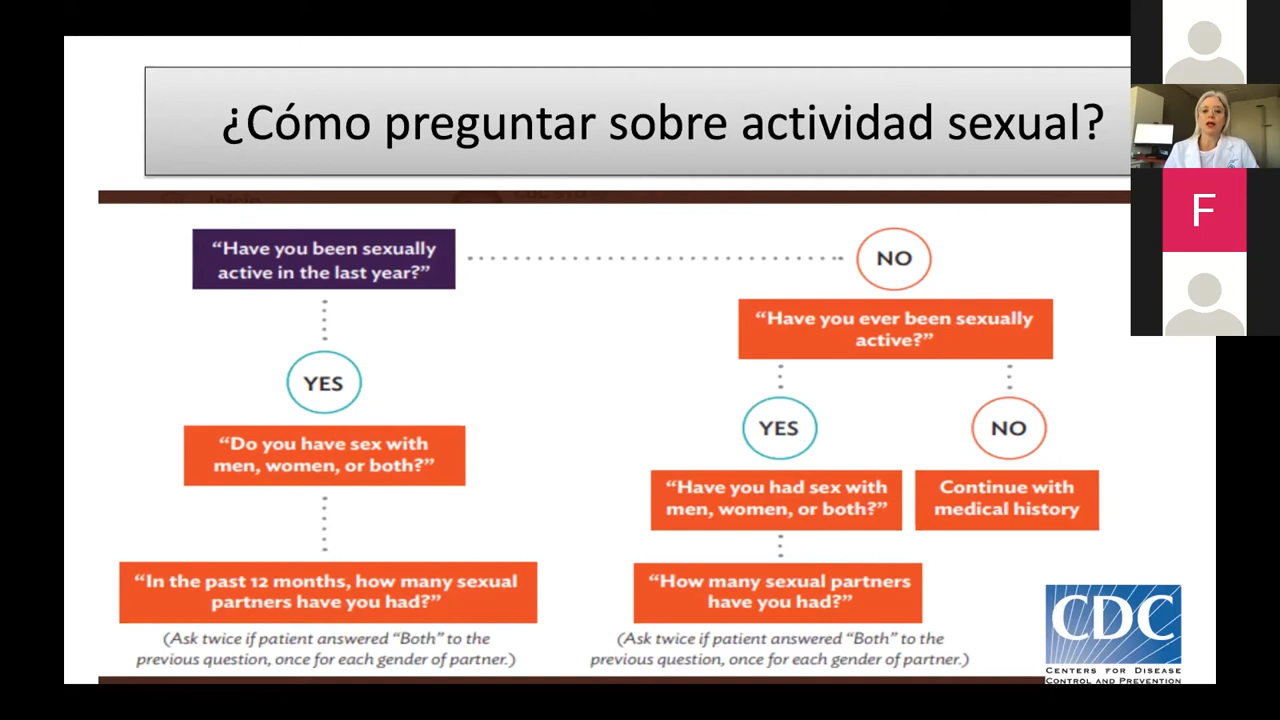 ¿Cómo preguntar sobre actividad sexual?
F
“Have you been sexually
active in the last year?”
NO
“Have you ever been sexually
active?”
YES
“Do you have sex with
men, women, or both?”
YES
NO
“Have you had sex with
men, women, or both?”
Continue with
medical history
“In the past 12 months, how many sexual
partners have you had?”
(Ask twice if patient answered “Both” to the
previous question, once for each gender of partner.)
“How many sexual partners
have you had?”
(Ask twice if patient answered “Both” to the
previous question, once for each gender of partner.)
CDC
CENTERS FOR DISEASE
CONTROL AND PREVENTION